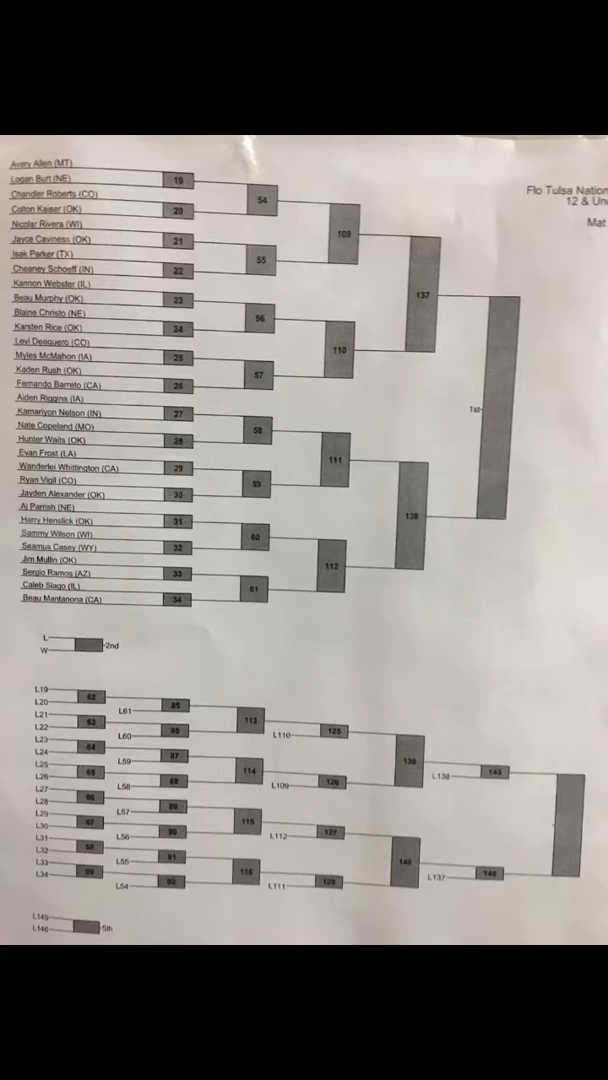 Avery Allen (MT)
Logan Burt (NE)
Chandler Roberts (CO)
Colton Kaiser (OK)
Nicolar Rivera (WI)
Jayce Caviness (OK)
Isak Parker (TX)
Cheaney Schoeff (IN)
Kannon Webster (IL)
Beau Murphy (OK)
Blaine Christo (NE)
Karsten Rice (OK)
Levi Deaguero (CO)
Myles McMahon (IA)
Kaden Rush (OK)
Fernando Barreto (CA)
Aiden Riggins (IA)
Kamariyon Nelson (IN)
Nate Copeland (MO)
Hunter Waits (OK)
Evan Frost (LA)
Wanderlei Whittington (CA)
Ryan Vigil (CO)
Jayden Alexander (OK)
Aj Parrish (NE)
Harry Henslick (OK)
Sammy Wilson (WI)
Seamus Casey (WY)
Jim Mullin (OK)
Sergio Ramos (AZ)
Caleb Slago (IL)
Beau Mantanona (CA)
19
20
21
22
23
24
25
26
27
28
29
30
31
32
33
34
54
55
56
57
58
59
60
61
109
110
111
112
137
138
1st
Flo Tulsa Nation
12 & Un
Mat
L
W
2nd
L19
L20
L21
L22
L23
L24
L25
L26
L27
L28
L29
L30
L31
L32
L33
L34
62
63
64
65
66
67
68
69
L61
L60
L59
L58
L57
L56
L55
L54
85
86
87
88
89
90
91
92
113
114
115
116
L110
L109
L112
L111
125
126
127
128
139
140
L138
L137
145
146
L145
L146
5th